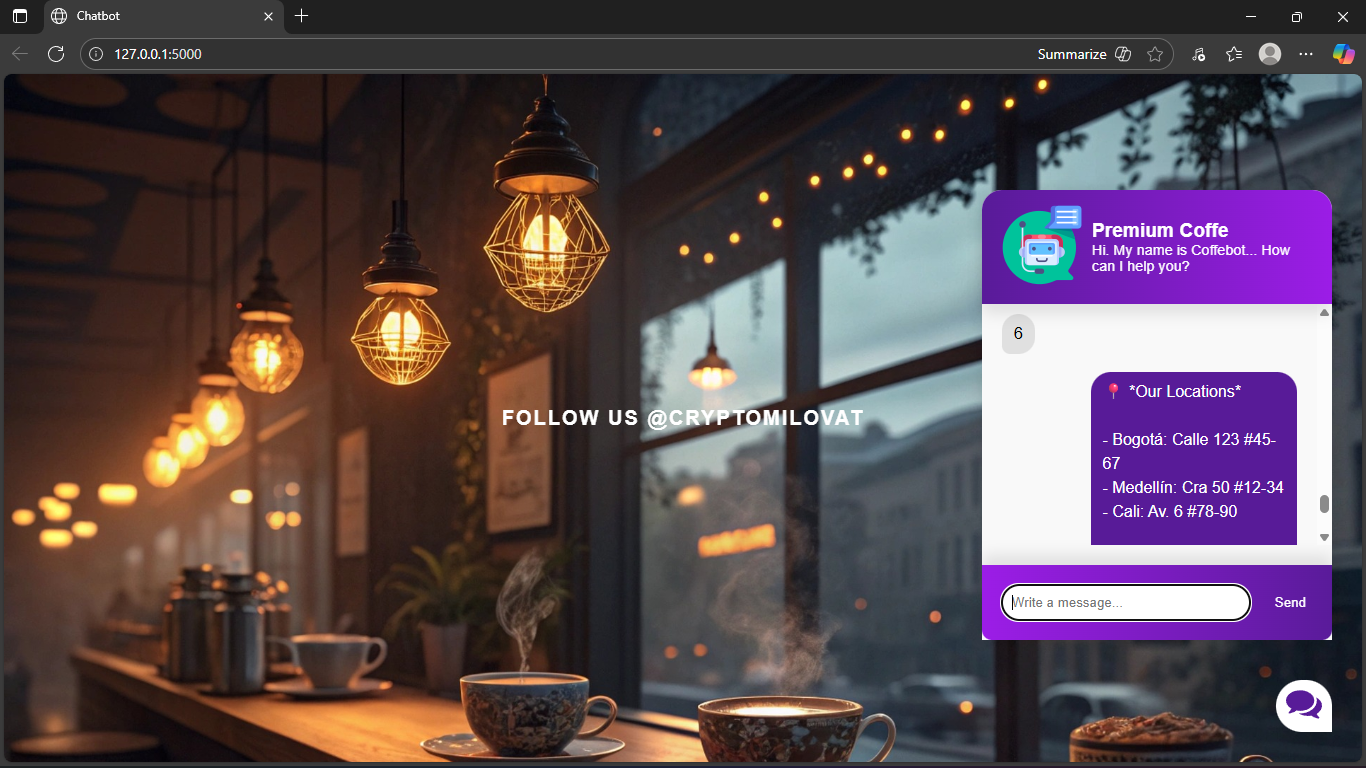 Chatbot
127.0.0.1:5000
Summarize
Premium Coffe
Hi. My name is Coffebot... How
can I help you?
6
📍 *Our Locations*
- Bogotá: Calle 123 #45-
67
- Medellín: Cra 50 #12-34
- Cali: Av. 6 #78-90
FOLLOW US @CRYPTOMILOVAT
Write a message...
Send